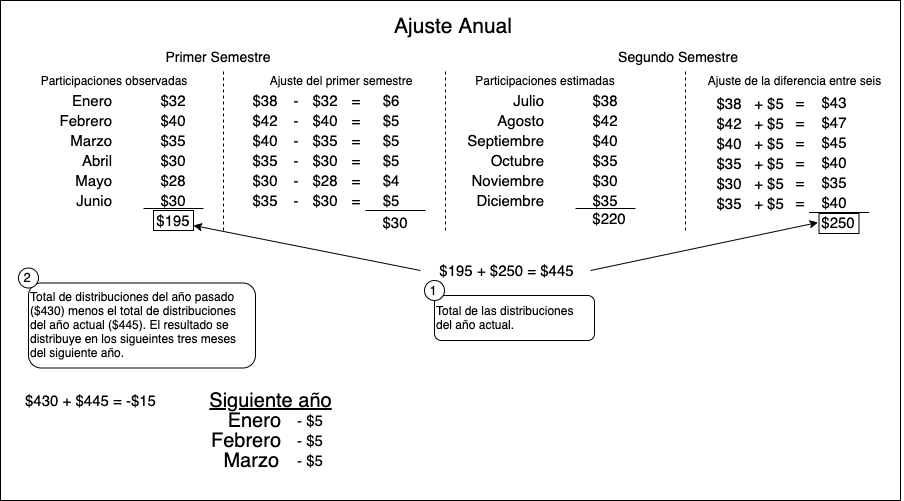 Ajuste Anual
Primer Semestre
Segundo Semestre
Participaciones observadas
Ajuste del primer semestre
Participaciones estimadas
Ajuste de la diferencia entre seis
Enero $32 $38 - $32 = $6 Julio $38 $38 + $5 = $43
Febrero $40 $42 - $40 = $5 Agosto $42 $42 + $5 = $47
Marzo $35 $40 - $35 = $5 Septiembre $40 $40 + $5 = $45
Abril $30 $35 - $30 = $5 Octubre $35 $35 + $5 = $40
Mayo $28 $30 - $28 = $4 Noviembre $30 $30 + $5 = $35
Junio $30 $35 - $30 = $5 Diciembre $35 $35 + $5 = $40
$195 $30 $220 $250
$195 + $250 = $445
2
Total de distribuciones del año pasado
($430) menos el total de distribuciones
del año actual ($445). El resultado se
distribuye en los sigueintes tres meses
del siguiente año.
1
Total de las distribuciones
del año actual.
$430 + $445 = -$15
Siguiente año
Enero - $5
Febrero - $5
Marzo - $5